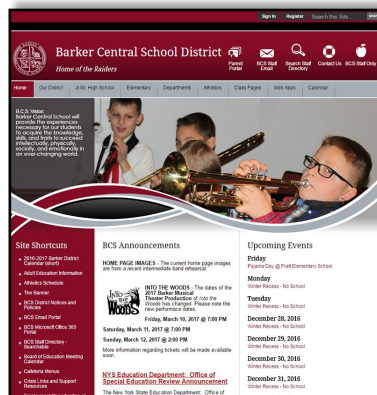 Sign In Register Search this Site...
Barker Central School District
Home of the Raiders
Parent Portal
BCS Email
Search Staff Directory
Contact Us
BCS Staff Only
Home Our District Jr./Sr. High School Elementary Departments Athletics Class Pages Web Apps Calendar
B.C.S. Vision:
Barker Central School will
provide the experiences
necessary for our students
to acquire the knowledge,
skills, and traits to succeed
intellectually, physically,
socially, and emotionally in
an ever-changing world.
Site Shortcuts
2016-2017 Barker District
Calendar (short)
Adult Education Information
Athletics Schedule
The Banner
BCS District Notices and
Policies
BCS Email Portal
BCS Microsoft Office 365
Portal
BCS Staff Directory -
Searchable
Board of Education Meeting
Calendar
Cafeteria Menus
Crisis Links and Support
Resources
BCS Announcements
HOME PAGE IMAGES - The current home page images
are from a recent intermediate band rehearsal.
INTO THE WOODS
INTO THE WOODS - The dates of the
2017 Barker Musical
Theater Production of Into the
Woods has changed. Please note the
new performace dates:
Friday, March 10, 2017 @ 7:00 PM
Saturday, March 11, 2017 @ 7:00 PM
Sunday, March 12, 2017 @ 2:00 PM
More information regarding tickets will be made available
soon.
NYS Education Department: Office of
Special Education Review Announcement
The New York State Education Department: Office of
Upcoming Events
Friday
Pajama Day @ Pratt Elementary School
Monday
Winter Recess - No School
Tuesday
Winter Recess - No School
December 28, 2016
Winter Recess - No School
December 29, 2016
Winter Recess - No School
December 30, 2016
Winter Recess - No School
December 31, 2016
Winter Recess - No School